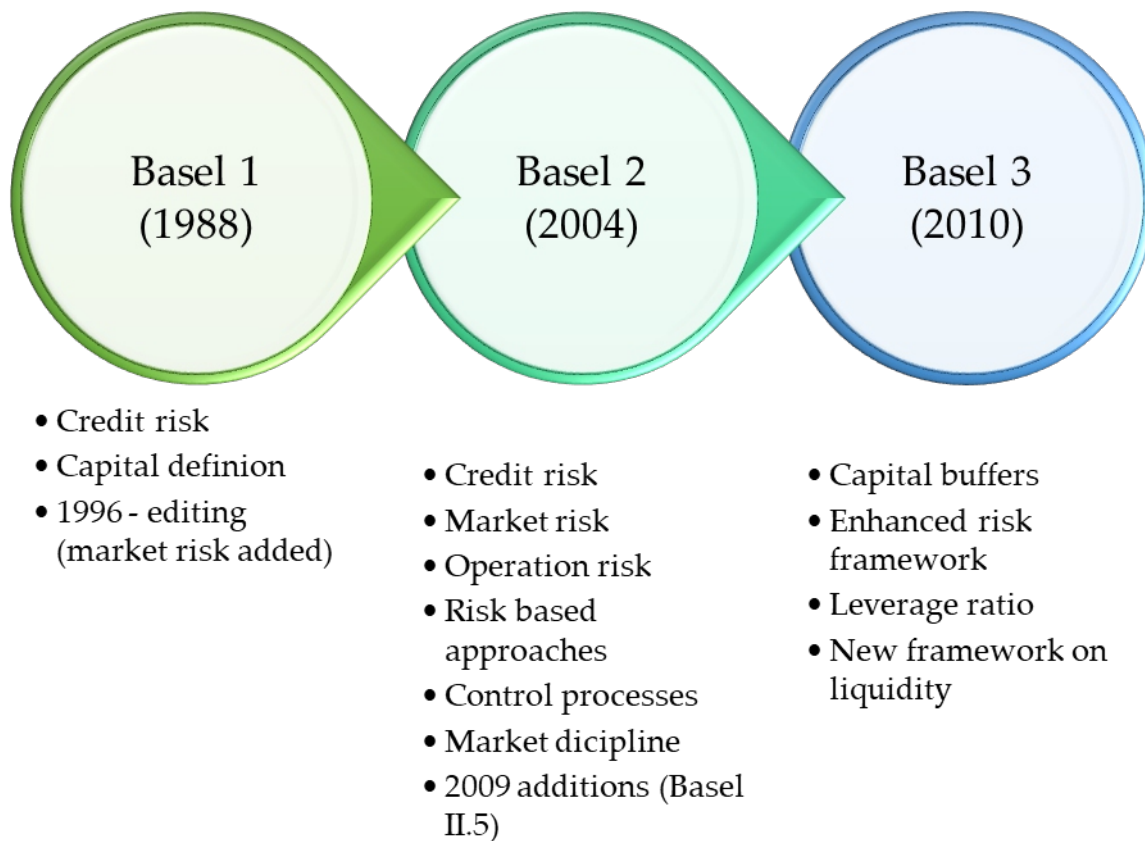 Basel 1
(1988)
Basel 2
(2004)
Basel 3
(2010)
• Credit risk
• Capital definion
• 1996 - editing
(market risk added)
• Credit risk
• Market risk
• Operation risk
• Risk based
approaches
• Control processes
• Market dicipline
• 2009 additions (Basel
II.5)
• Capital buffers
• Enhanced risk
framework
• Leverage ratio
• New framework on
liquidity